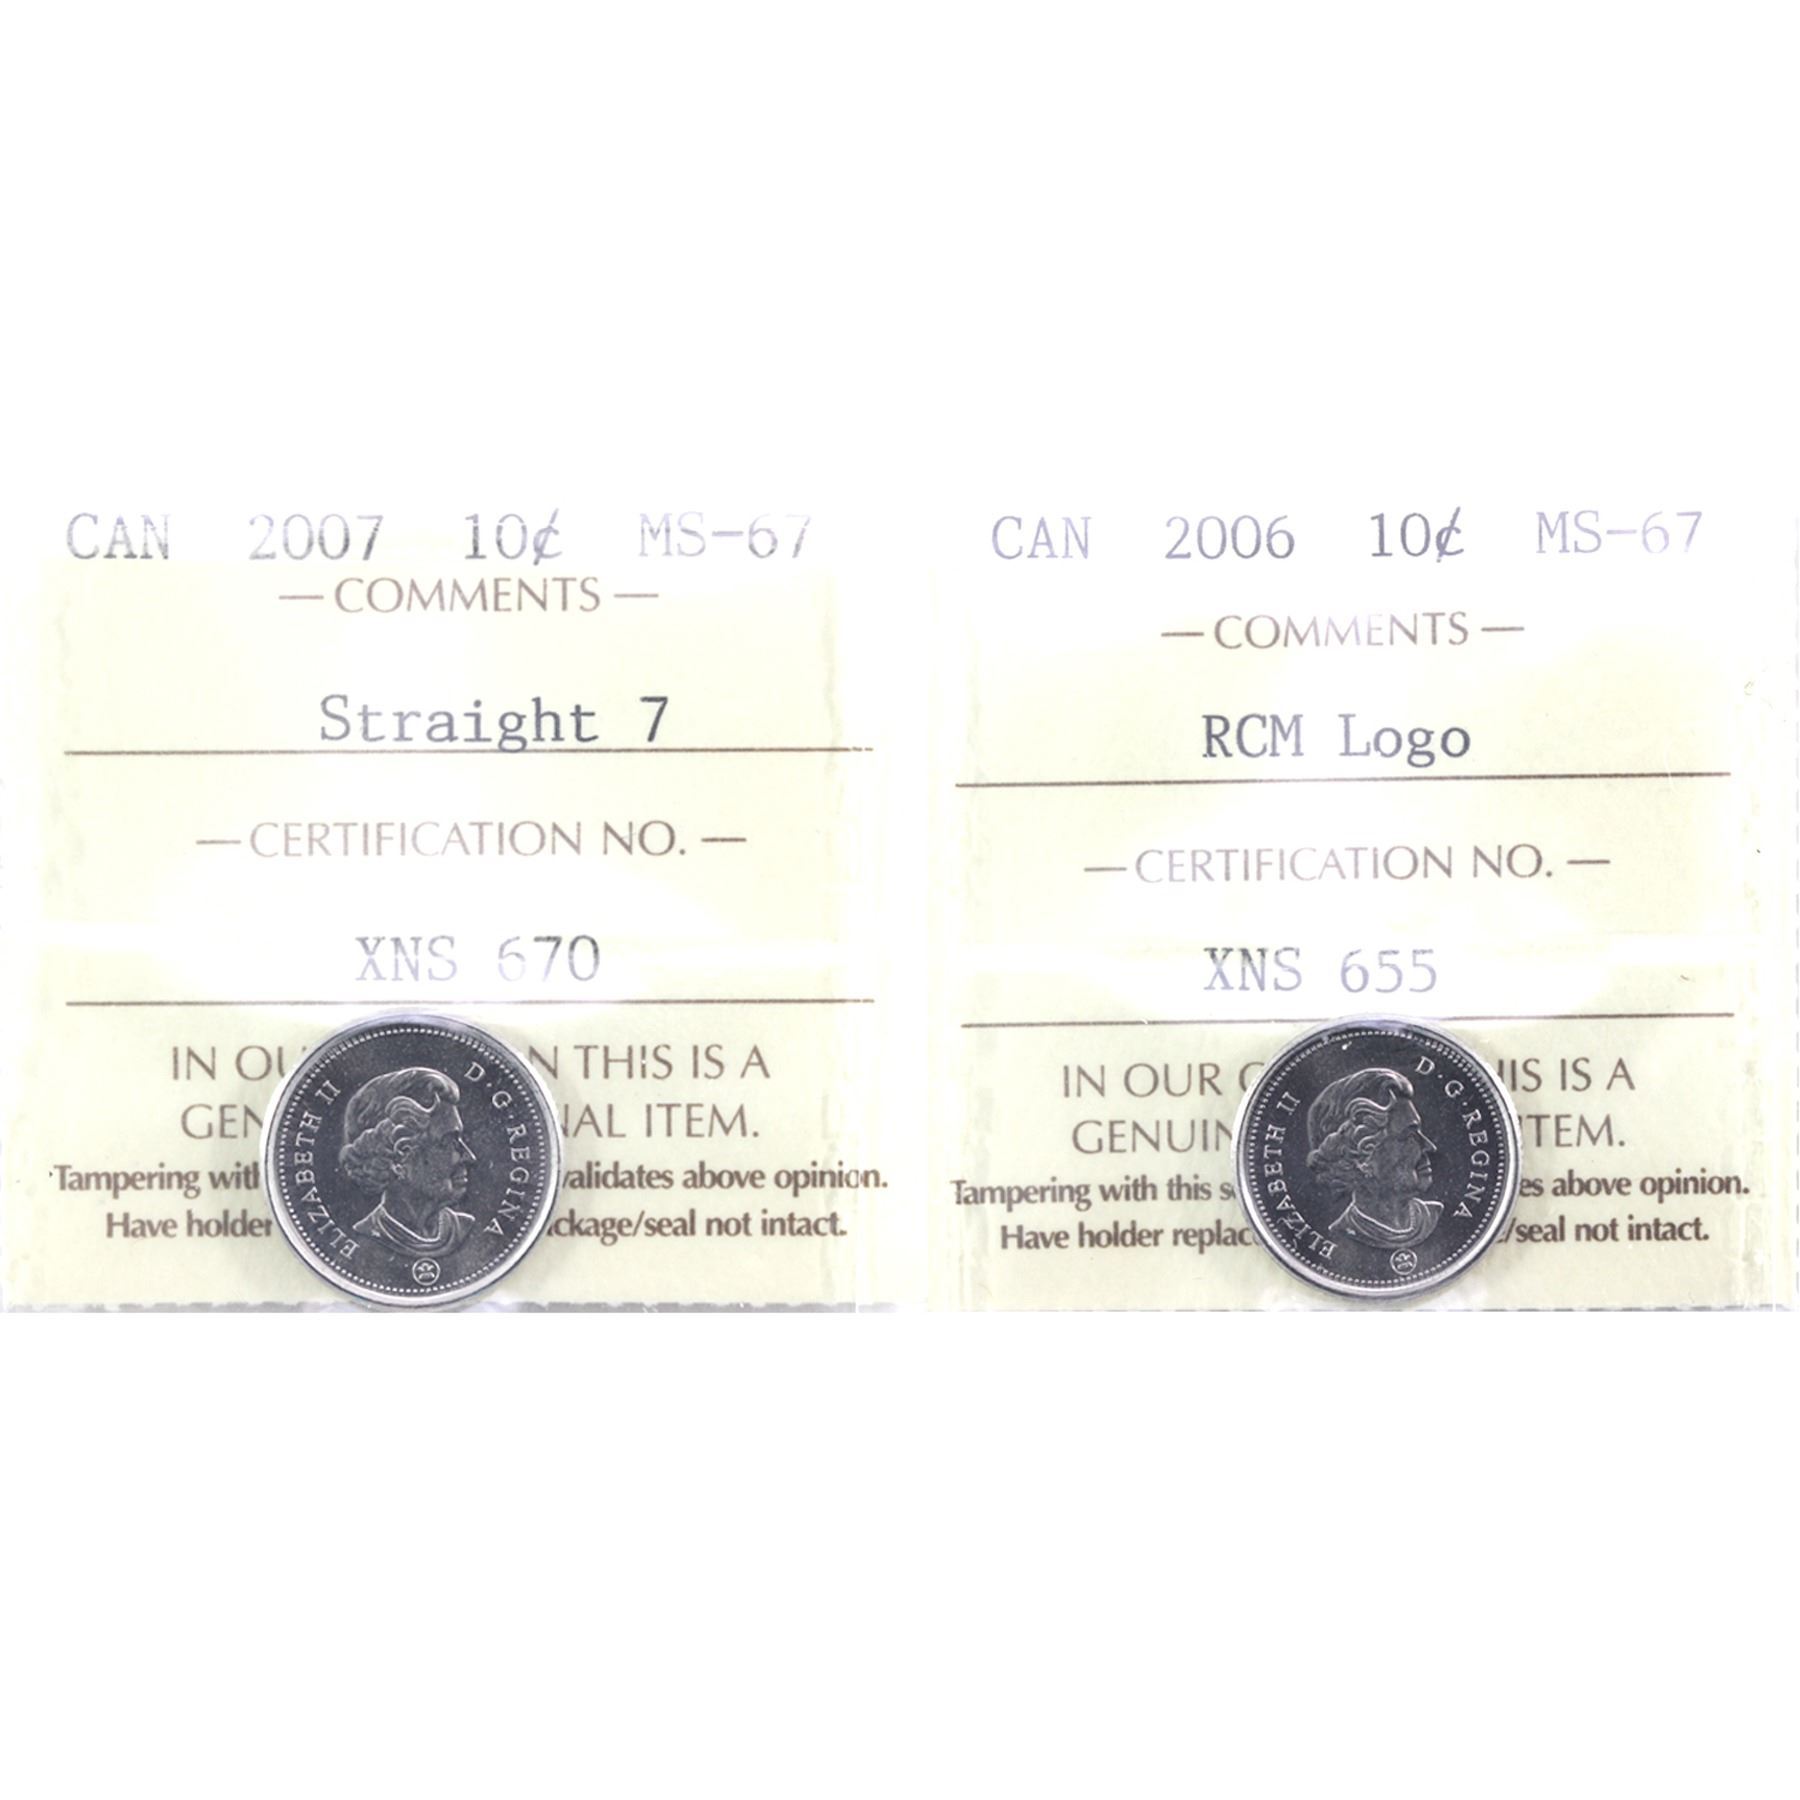 CAN 2007 10¢ MS-67
— COMMENTS —
Straight 7
— CERTIFICATION NO. —
XNS 670
IN OU N THIS IS A
GEN NAL ITEM.
Tampering with validates above opinion.
Have holder ckage/seal not intact.
ELIZABETH II D·G·REGINA
CAN 2006 10¢ MS-67
— COMMENTS —
RCM Logo
— CERTIFICATION NO. —
XNS 655
IN OUR HIS IS A
GENUIN ITEM.
Tampering with this s es above opinion.
Have holder replac /seal not intact.
ELIZABETH II D·G·REGINA